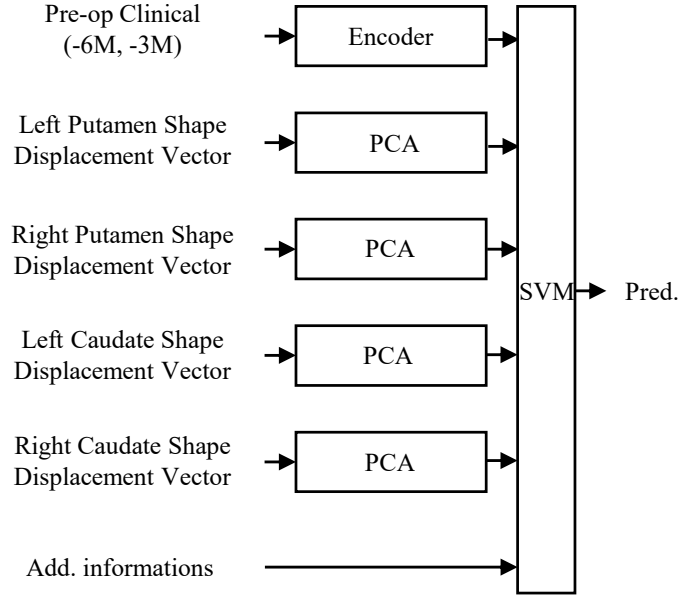 Pre-op Clinical
(-6M, -3M)
Encoder
Left Putamen Shape
Displacement Vector
PCA
Right Putamen Shape
Displacement Vector
PCA
SVM
Pred.
Left Caudate Shape
Displacement Vector
PCA
Right Caudate Shape
Displacement Vector
PCA
Add. informations